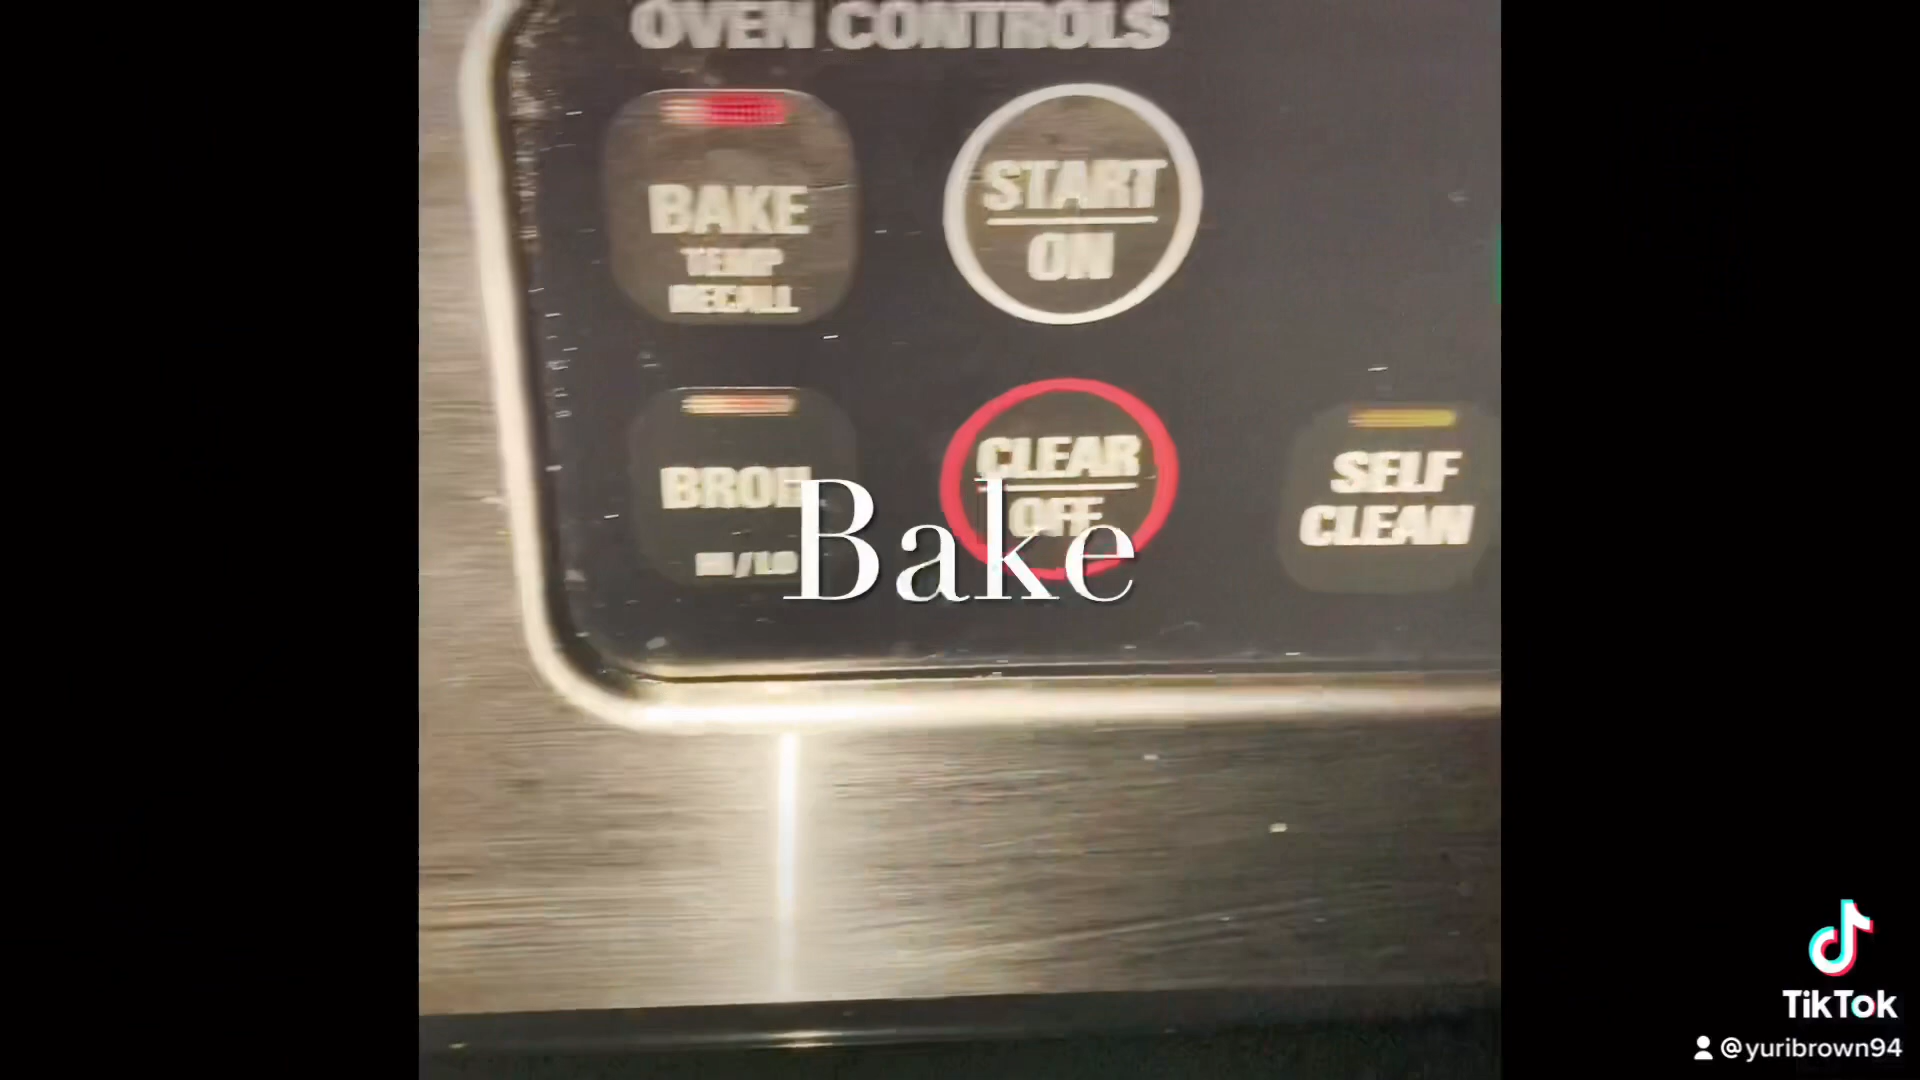 OVEN CONTROLS
BAKE
TEMP
RECALL
START
ON
BROIL
HI/LO
CLEAR
OFF
SELF
CLEAN
Bake
TikTok
@yuribrown94